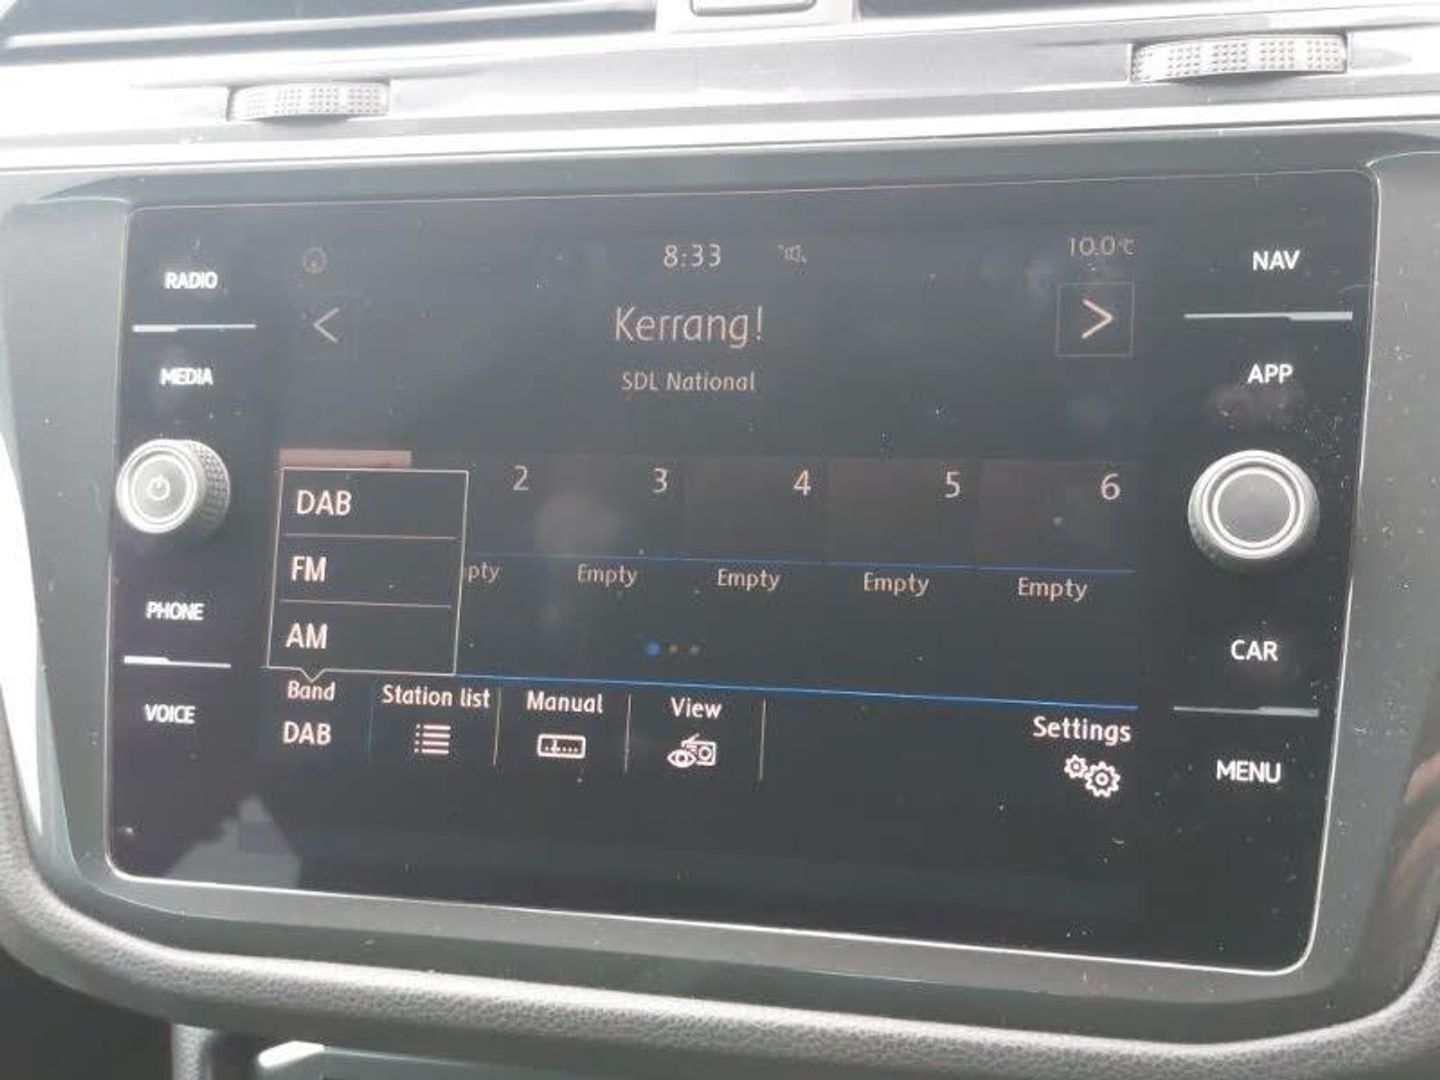 8:33
10.0°C
NAV
RADIO
Kerrang!
SDL National
MEDIA
APP
DAB
2
3
4
5
6
FM
pty
Empty
Empty
Empty
Empty
AM
PHONE
CAR
VOICE
Band
DAB
Station list
Manual
View
Settings
MENU